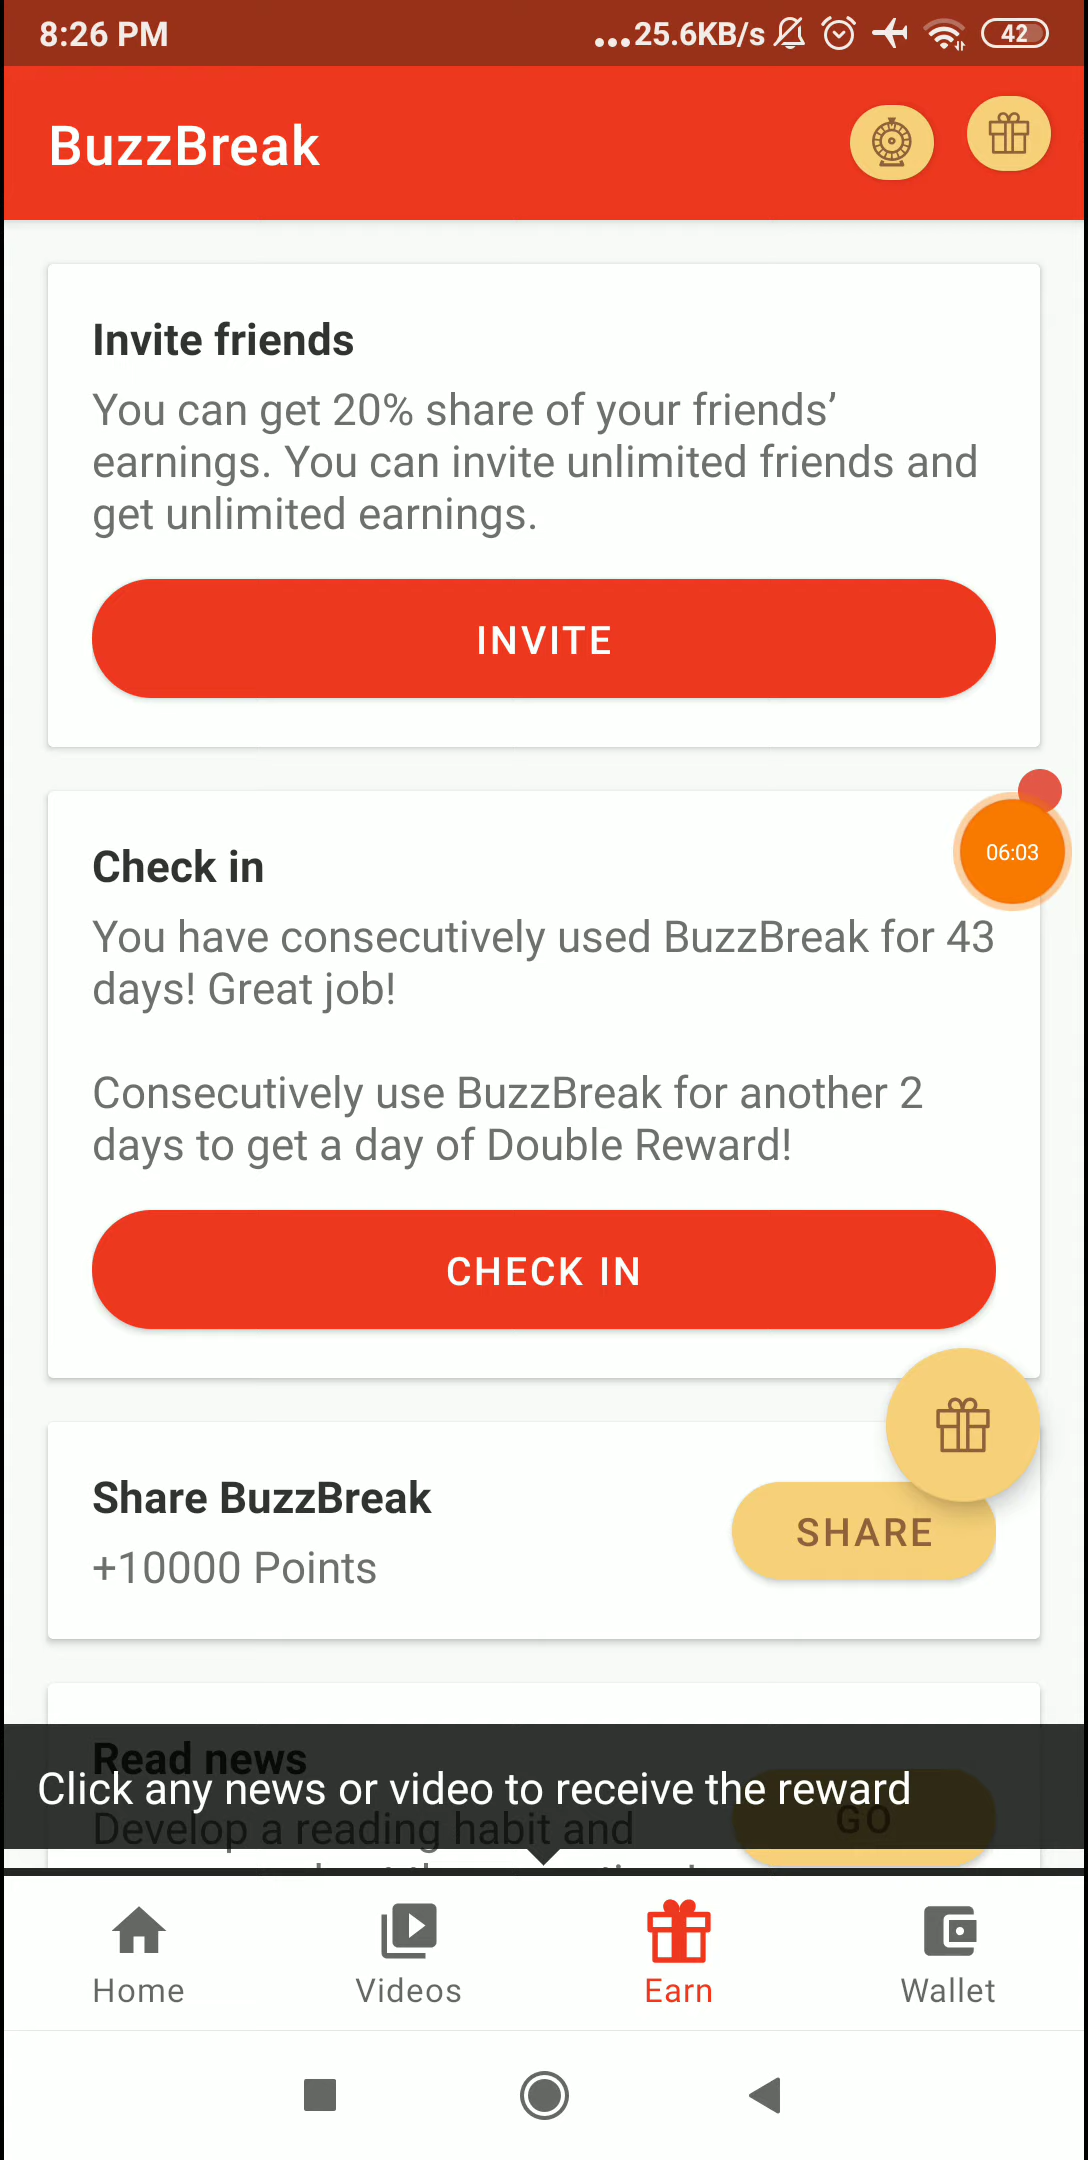 8:26 PM
...25.6KB/s
42
BuzzBreak
Invite friends
You can get 20% share of your friends’
earnings. You can invite unlimited friends and
get unlimited earnings.
INVITE
06:03
Check in
You have consecutively used BuzzBreak for 43
days! Great job!
Consecutively use BuzzBreak for another 2
days to get a day of Double Reward!
CHECK IN
Share BuzzBreak
+10000 Points
SHARE
Read news
Click any news or video to receive the reward
Develop a reading habit and
GO
Home
Videos
Earn
Wallet